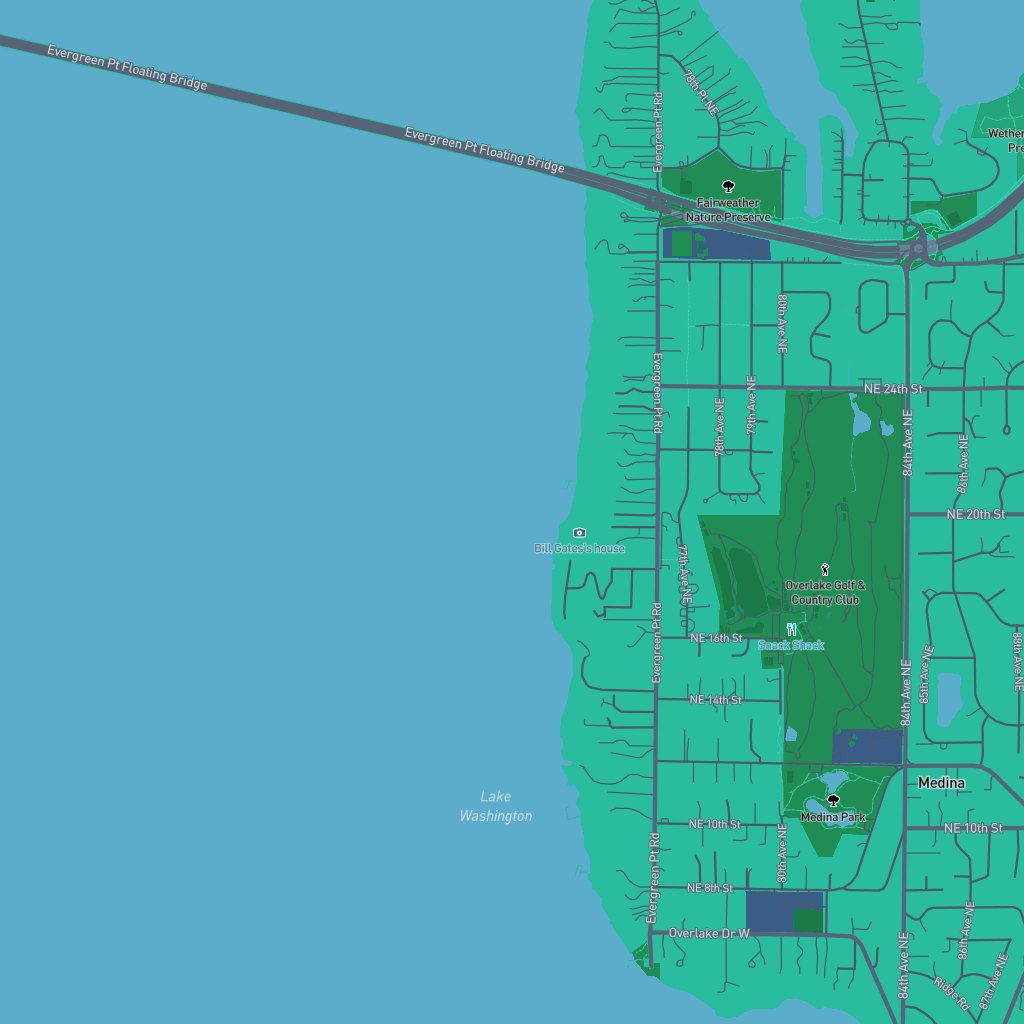 Evergreen Pt Floating Bridge
Evergreen Pt Floating Bridge
78th Pl NE
Evergreen Pt Rd
Wether
Pre
Fairweather
Nature Preserve
80th Ave NE
Evergreen Pt Rd
NE 24th St
79th Ave NE
78th Ave NE
84th Ave NE
86th Ave NE
NE 20th St
Bill Gates's house
77th Ave NE
Overlake Golf &
Country Club
Evergreen Pt Rd
NE 16th St
Snack Shack
85th Ave NE
88th Ave NE
84th Ave NE
NE 14th St
Medina
Lake
Washington
Medina Park
NE 10th St
NE 10th St
80th Ave NE
Evergreen Pt Rd
NE 8th St
Overlake Dr W
86th Ave NE
84th Ave NE
87th Ave NE
Ridge Rd